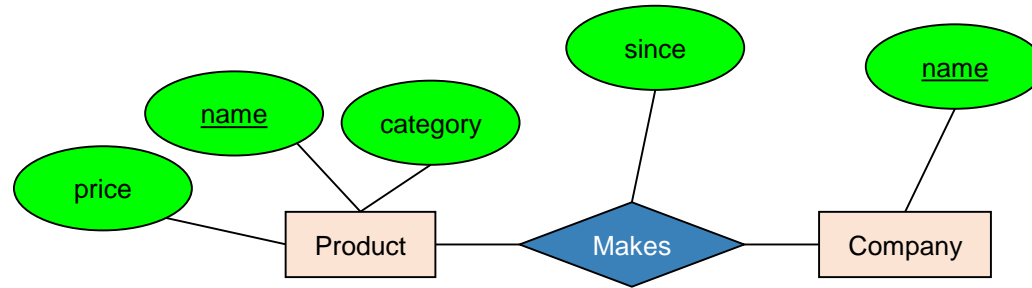 since
name
name
category
price
Product
Makes
Company